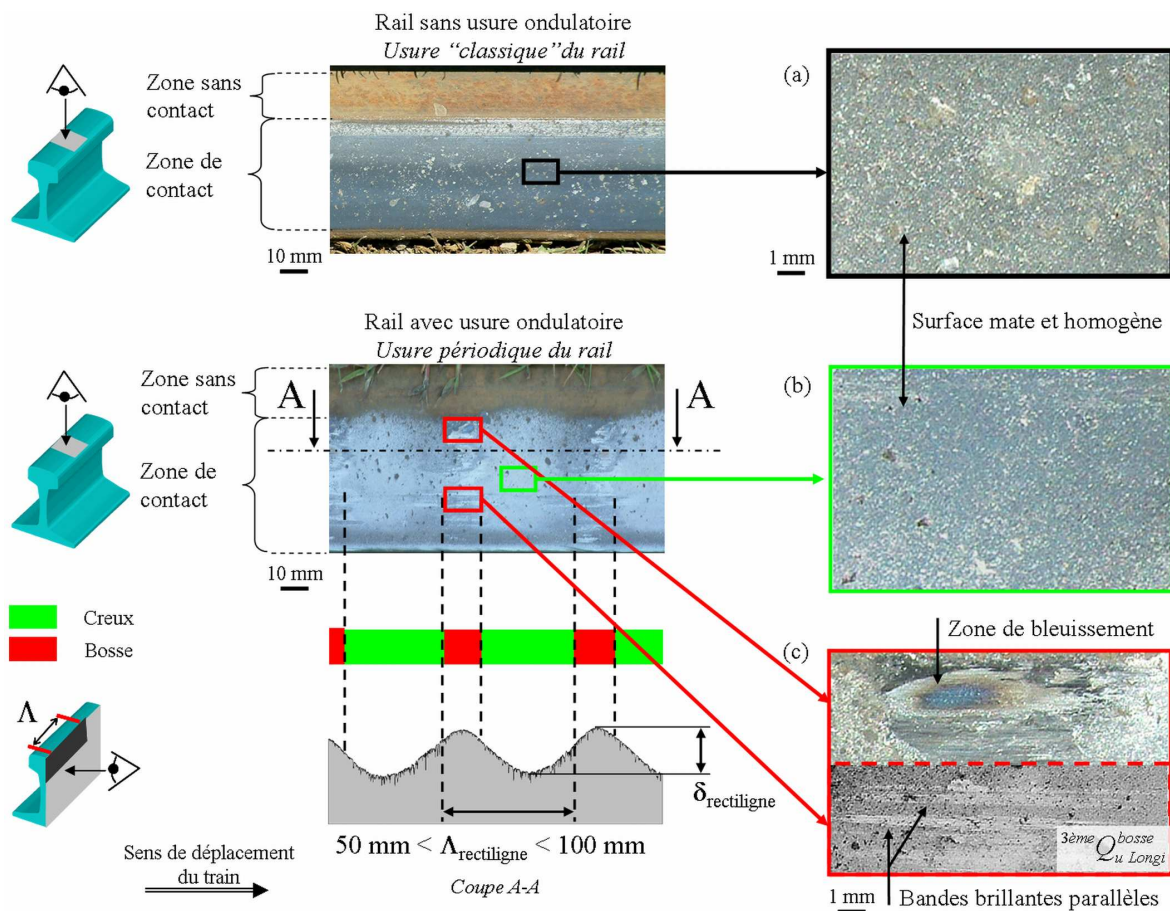 Rail sans usure ondulatoire
Usure “classique”du rail
Zone sans
contact
Zone de
contact
10 mm
(a)
1 mm
Surface mate et homogène
Rail avec usure ondulatoire
Usure périodique du rail
Zone sans
contact
Zone de
contact
A
A
10 mm
(b)
Creux
Bosse
Λ
δrectiligne
50 mm < Λrectiligne < 100 mm
Coupe A-A
Sens de déplacement
du train
Zone de bleuissement
(c)
3ème Qu Longi bosse
1 mm
Bandes brillantes parallèles